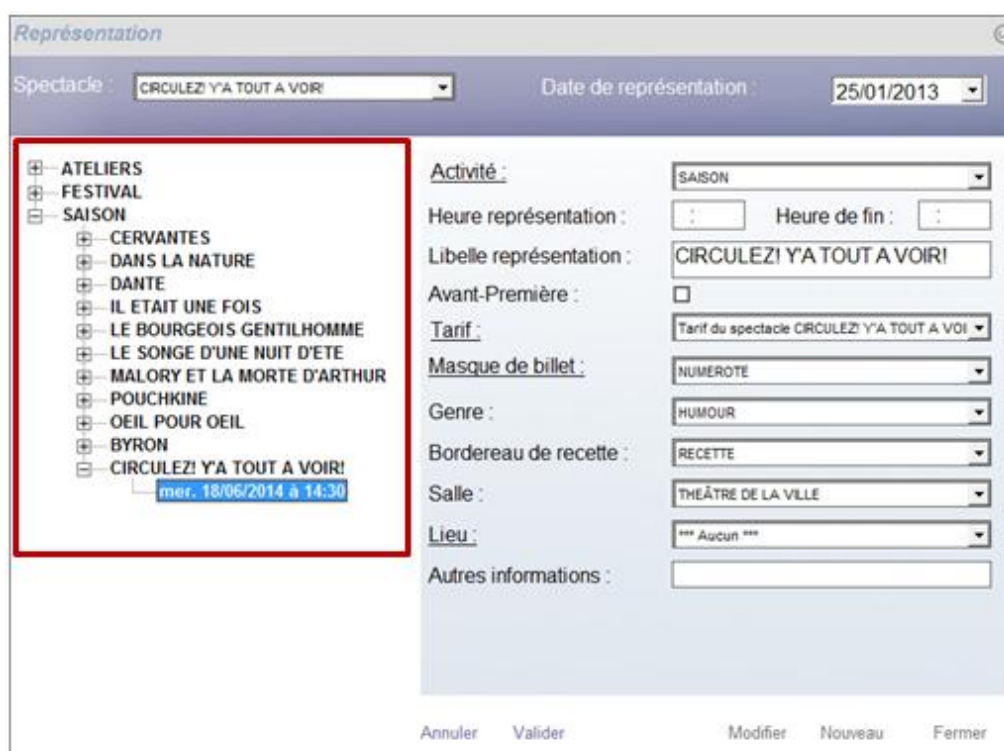 Représentation
Spectacle : CIRCULEZ! Y'A TOUT A VOIR! Date de représentation : 25/01/2013
ATELIERS
FESTIVAL
SAISON
CERVANTES
DANS LA NATURE
DANTE
IL ETAIT UNE FOIS
LE BOURGEOIS GENTILHOMME
LE SONGE D'UNE NUIT D'ETE
MALORY ET LA MORTE D'ARTHUR
POUCHKINE
OEIL POUR OEIL
BYRON
CIRCULEZ! Y'A TOUT A VOIR!
mer. 18/06/2014 à 14:30
Activité : SAISON
Heure représentation : : Heure de fin : :
Libelle représentation : CIRCULEZ! Y'A TOUT A VOIR!
Avant-Première :
Tarif : Tarif du spectacle CIRCULEZ! Y'A TOUT A VOI
Masque de billet : NUMEROTE
Genre : HUMOUR
Bordereau de recette : RECETTE
Salle : THEÂTRE DE LA VILLE
Lieu : *** Aucun ***
Autres informations :
Annuler Valider Modifier Nouveau Fermer